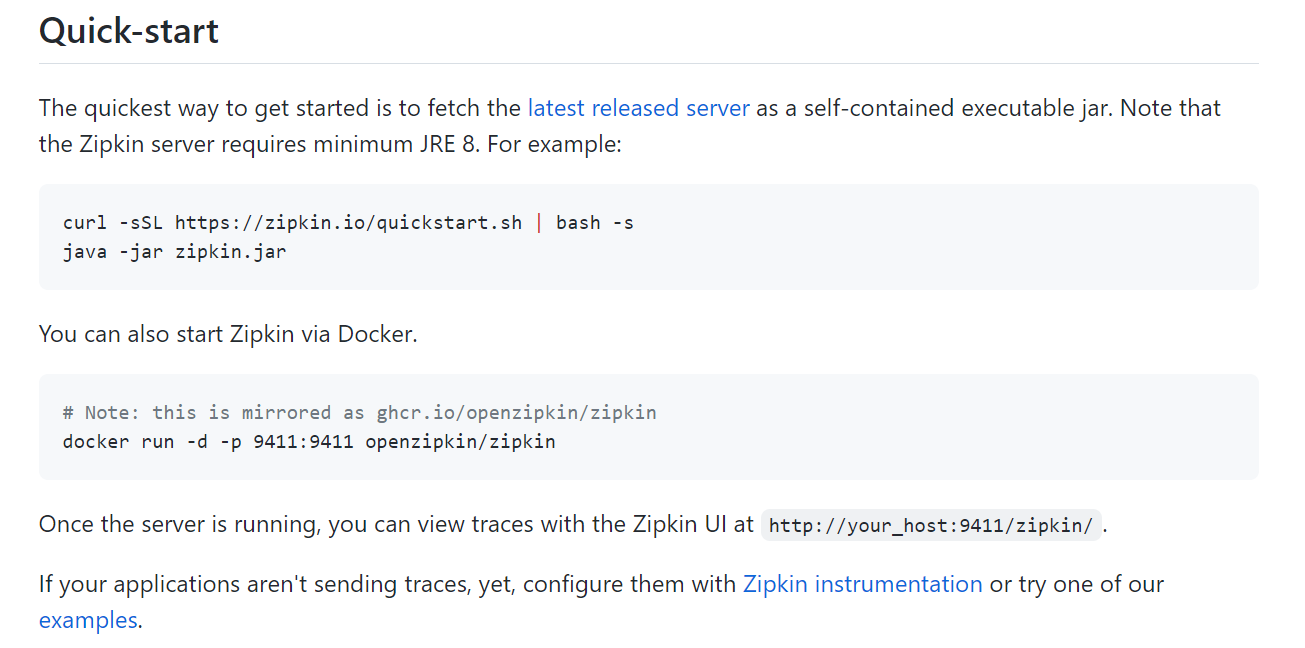 Quick-start
The quickest way to get started is to fetch the latest released server as a self-contained executable jar. Note that
the Zipkin server requires minimum JRE 8. For example:
curl -sSL https://zipkin.io/quickstart.sh | bash -s
java -jar zipkin.jar
You can also start Zipkin via Docker.
# Note: this is mirrored as ghcr.io/openzipkin/zipkin
docker run -d -p 9411:9411 openzipkin/zipkin
Once the server is running, you can view traces with the Zipkin UI at http://your_host:9411/zipkin/.
If your applications aren't sending traces, yet, configure them with Zipkin instrumentation or try one of our
examples.